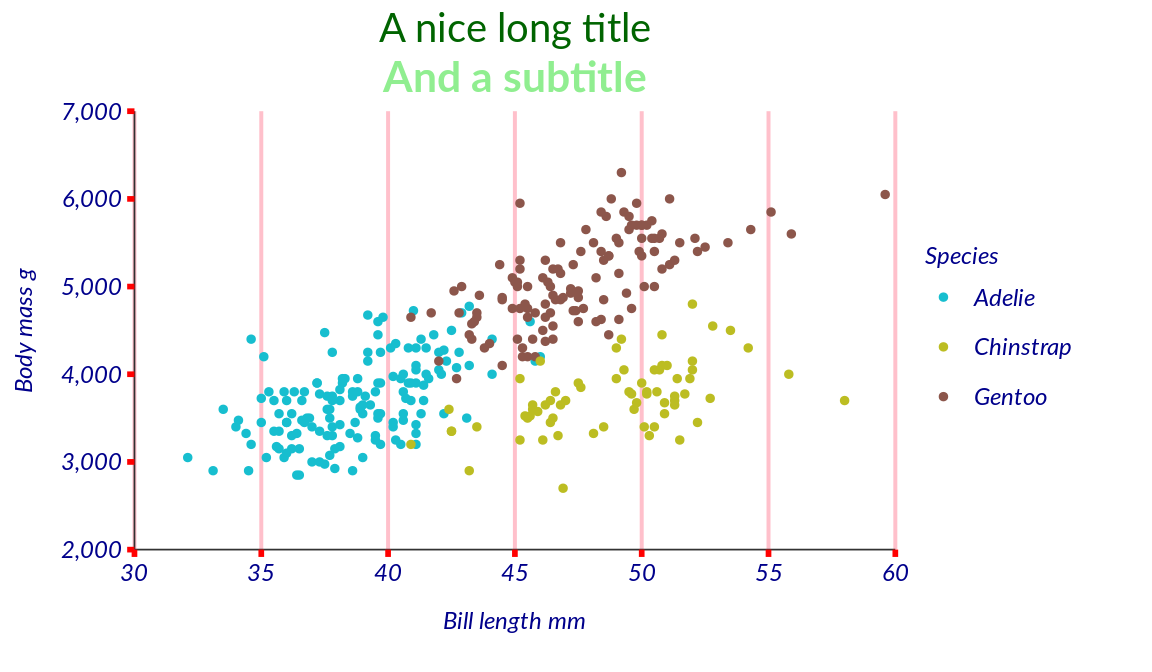 A nice long title
And a subtitle
7,000
6,000
5,000
4,000
3,000
2,000
Body mass g
30 35 40 45 50 55 60
Bill length mm
Species
Adelie
Chinstrap
Gentoo